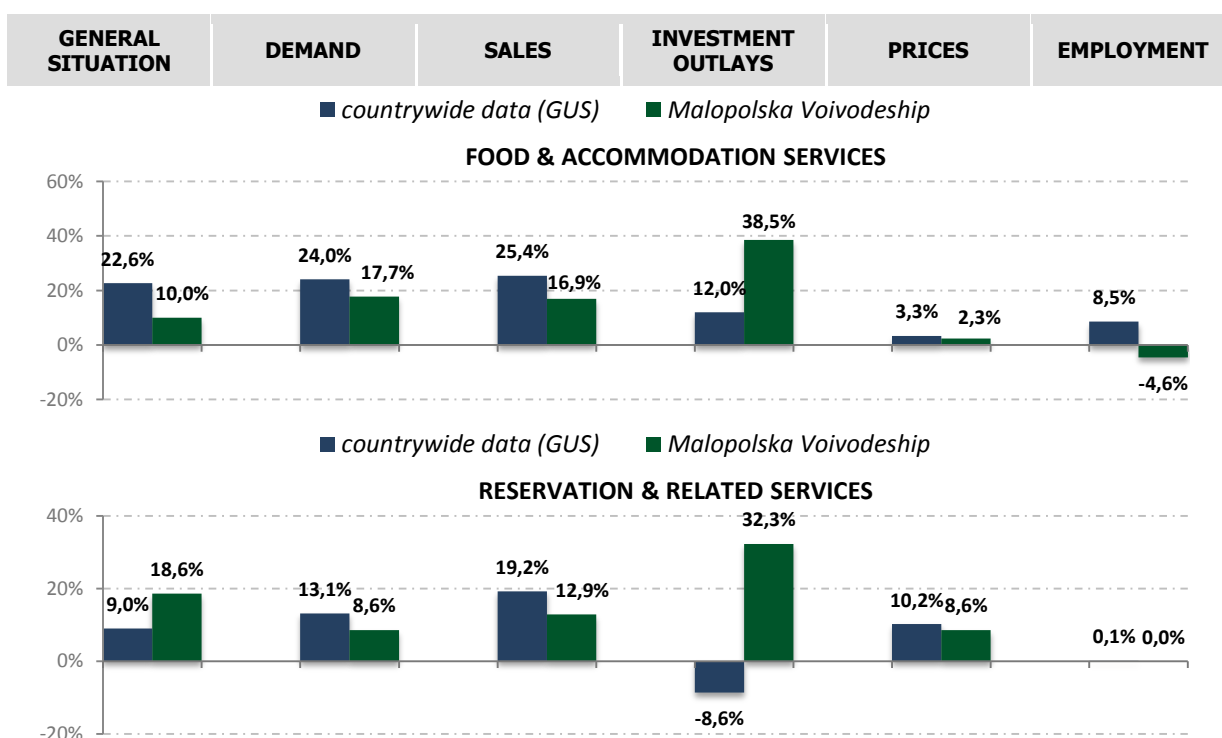 GENERAL SITUATION DEMAND SALES INVESTMENT OUTLAYS PRICES EMPLOYMENT
countrywide data (GUS) Malopolska Voivodeship
FOOD & ACCOMMODATION SERVICES
60%
40%
20%
0%
-20%
22,6% 10,0% 24,0% 17,7% 25,4% 16,9% 12,0% 38,5% 3,3% 2,3% 8,5% -4,6%
countrywide data (GUS) Malopolska Voivodeship
RESERVATION & RELATED SERVICES
40%
20%
0%
-20%
9,0% 18,6% 13,1% 8,6% 19,2% 12,9% -8,6% 32,3% 10,2% 8,6% 0,1% 0,0%